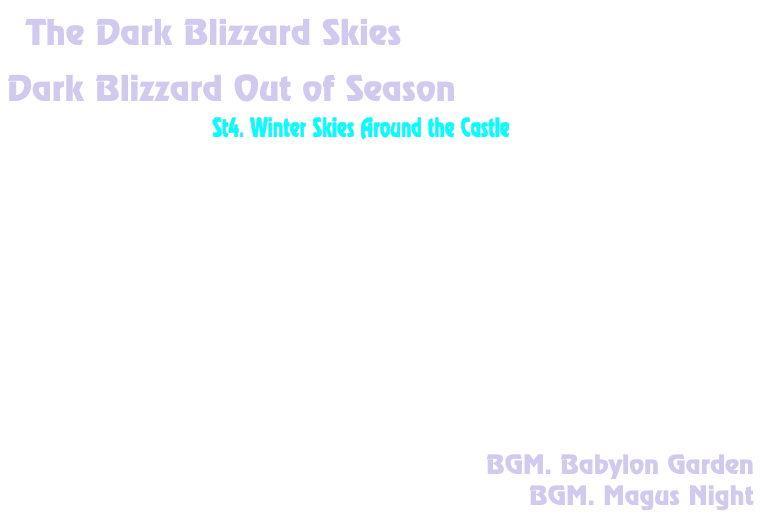 The Dark Blizzard Skies
Dark Blizzard Out of Season
St4. Winter Skies Around the Castle
BGM. Babylon Garden
BGM. Magus Night